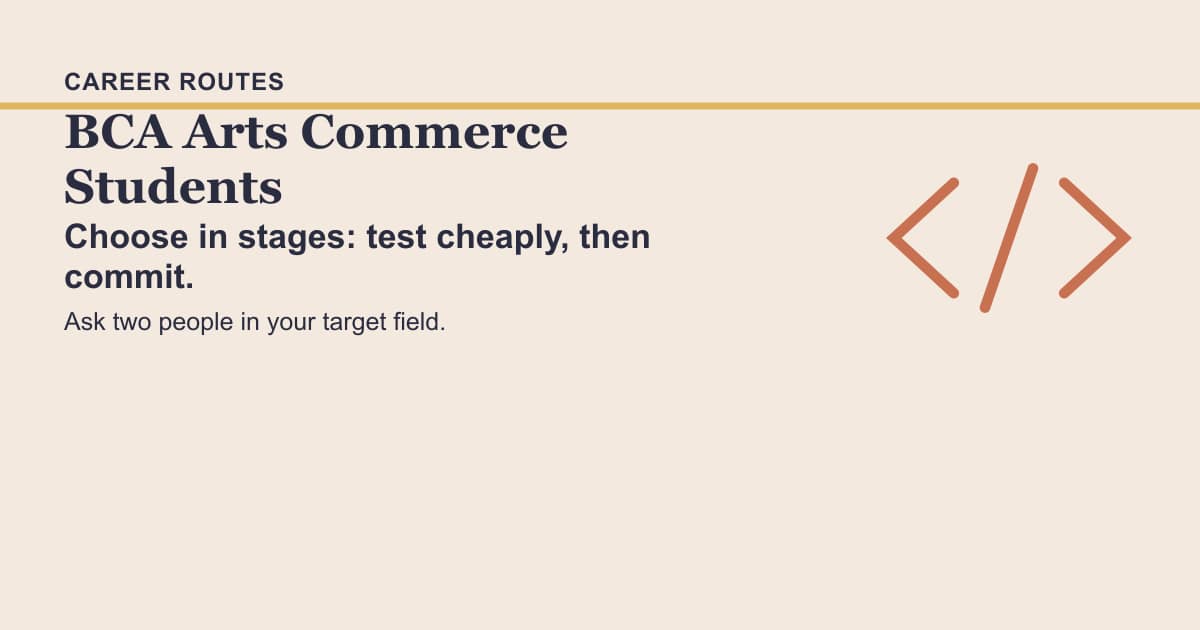 CAREER ROUTES
BCA Arts Commerce
Students
Choose in stages: test cheaply, then
commit.
Ask two people in your target field.